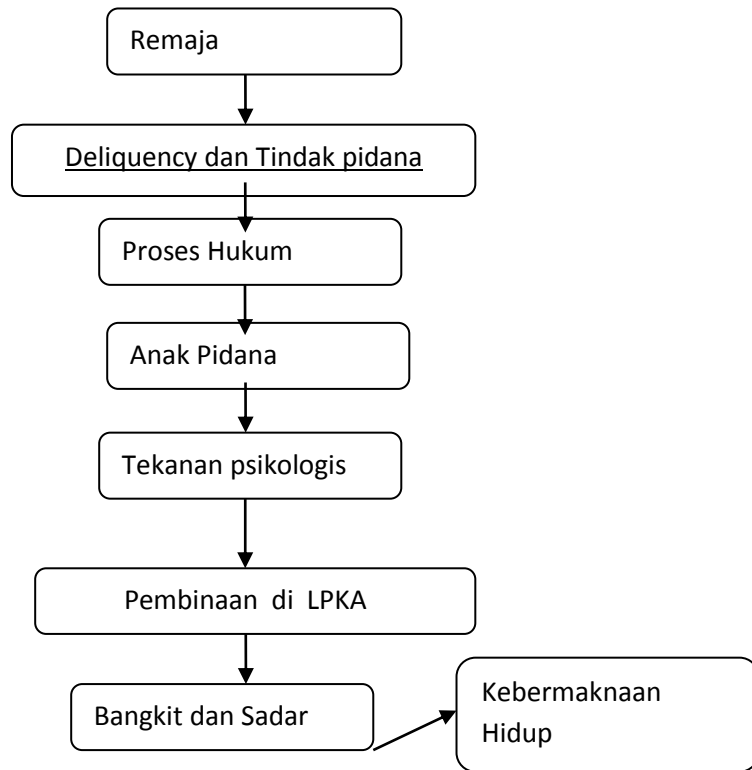 Remaja
Deliquency dan Tindak pidana
Proses Hukum
Anak Pidana
Tekanan psikologis
Pembinaan di LPKA
Bangkit dan Sadar
Kebermaknaan
Hidup